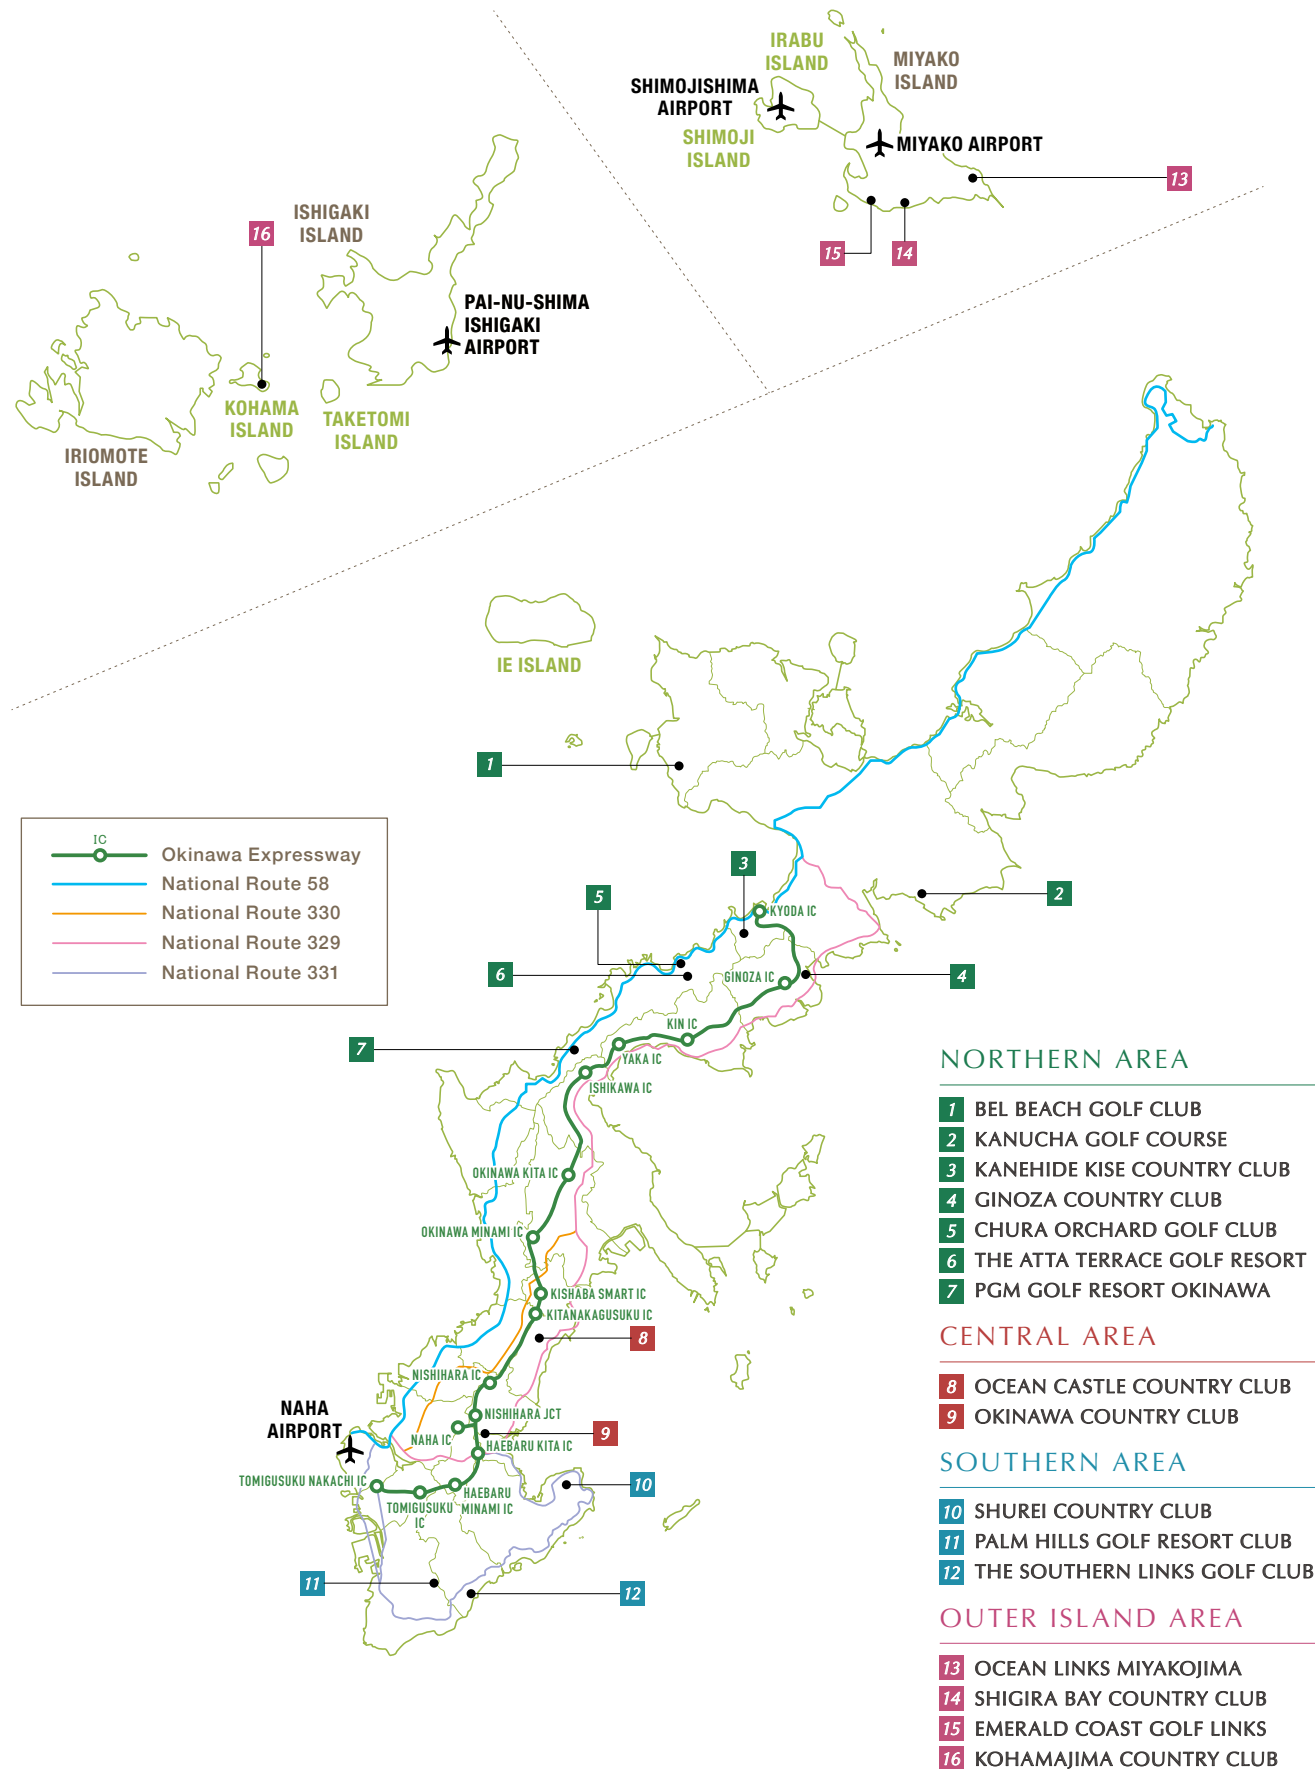 IRABU
ISLAND
MIYAKO
ISLAND
SHIMOJISHIMA
AIRPORT
SHIMOJI
ISLAND
MIYAKO AIRPORT
13
15
14
16
ISHIGAKI
ISLAND
PAI-NU-SHIMA
ISHIGAKI
AIRPORT
KOHAMA
ISLAND
TAKETOMI
ISLAND
IRIOMOTE
ISLAND
IE ISLAND
1
IC
Okinawa Expressway
National Route 58
National Route 330
National Route 329
National Route 331
3
5
2
KYODA IC
6
GINOZA IC
4
KIN IC
7
YAKA IC
ISHIKAWA IC
OKINAWA KITA IC
OKINAWA MINAMI IC
KISHABA SMART IC
KITANAKAGUSUKU IC
8
NISHIHARA IC
NAHA
AIRPORT
NISHIHARA JCT
NAHA IC
9
HAEBARU KITA IC
TOMIGUSUKU NAKACHI IC
10
HAEBARU
MINAMI IC
TOMIGUSUKU
IC
11
12
NORTHERN AREA
1 BEL BEACH GOLF CLUB
2 KANUCHA GOLF COURSE
3 KANEHIDE KISE COUNTRY CLUB
4 GINOZA COUNTRY CLUB
5 CHURA ORCHARD GOLF CLUB
6 THE ATTA TERRACE GOLF RESORT
7 PGM GOLF RESORT OKINAWA
CENTRAL AREA
8 OCEAN CASTLE COUNTRY CLUB
9 OKINAWA COUNTRY CLUB
SOUTHERN AREA
10 SHUREI COUNTRY CLUB
11 PALM HILLS GOLF RESORT CLUB
12 THE SOUTHERN LINKS GOLF CLUB
OUTER ISLAND AREA
13 OCEAN LINKS MIYAKOJIMA
14 SHIGIRA BAY COUNTRY CLUB
15 EMERALD COAST GOLF LINKS
16 KOHAMAJIMA COUNTRY CLUB